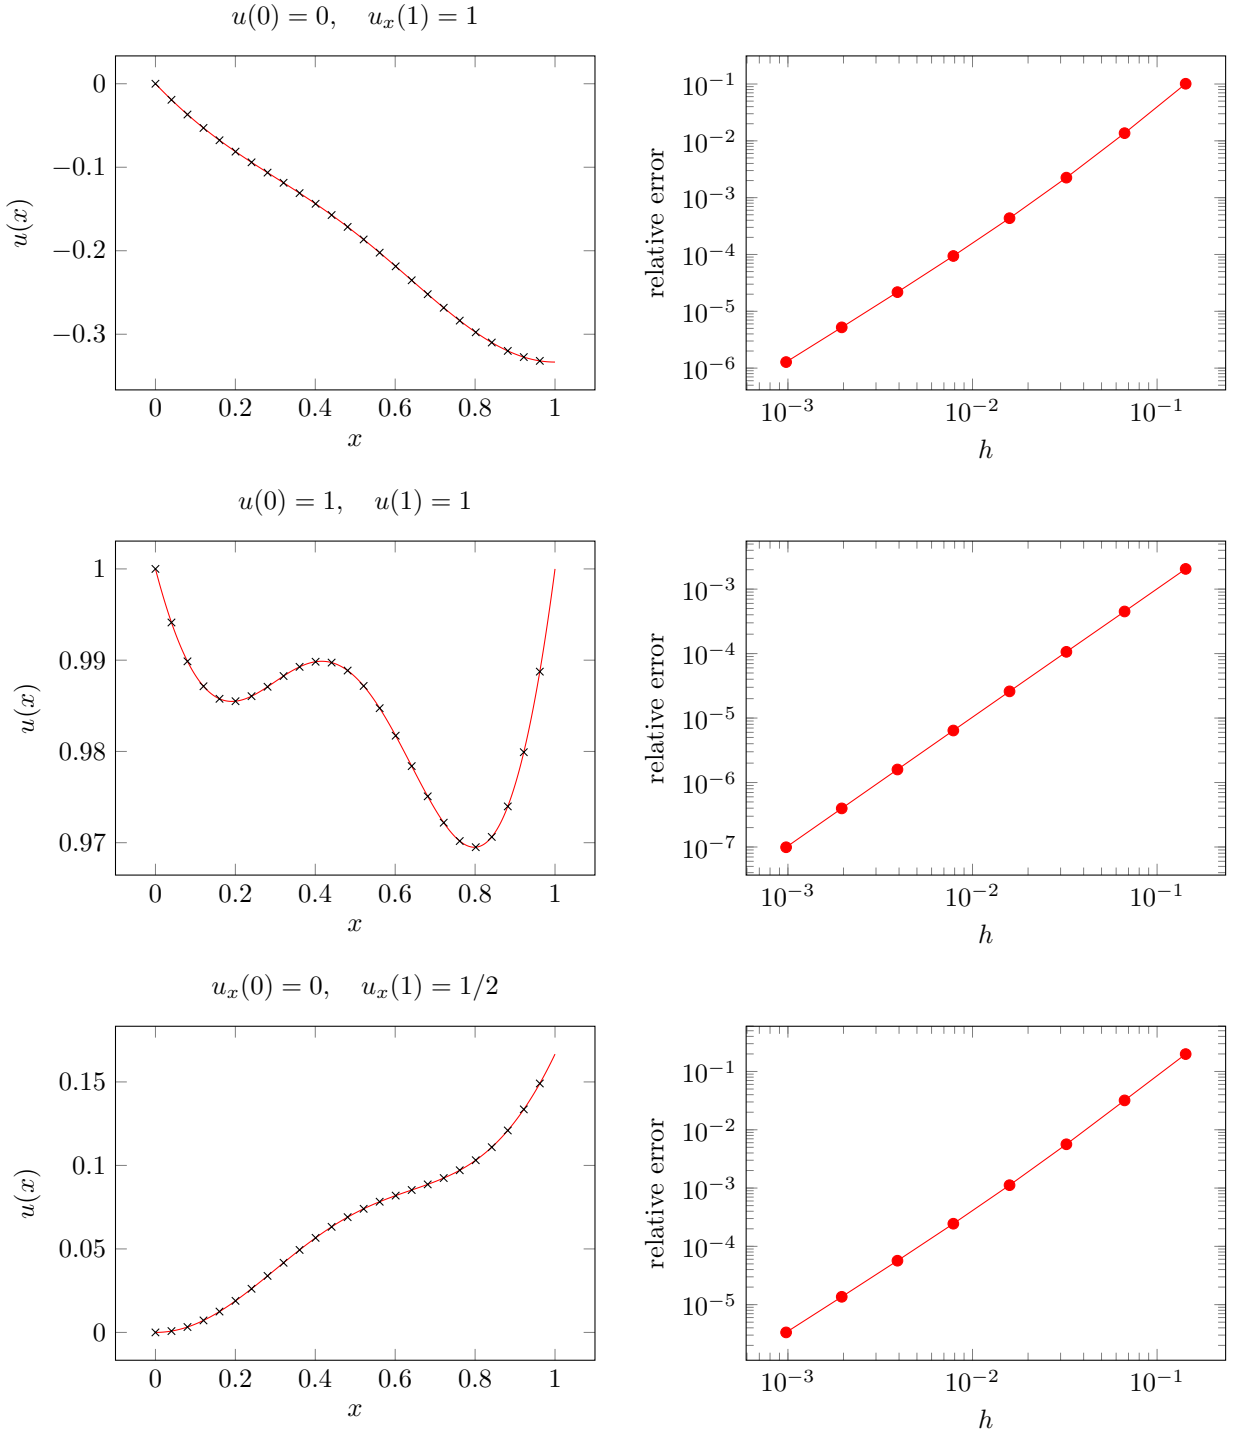 u(0) = 0,    u_x(1) = 1
0
−0.1
−0.2
−0.3
u(x)
0 0.2 0.4 0.6 0.8 1
x
10^{−1}
10^{−2}
10^{−3}
10^{−4}
10^{−5}
10^{−6}
relative error
10^{−3} 10^{−2} 10^{−1}
h
u(0) = 1,    u(1) = 1
1
0.99
0.98
0.97
u(x)
0 0.2 0.4 0.6 0.8 1
x
10^{−3}
10^{−4}
10^{−5}
10^{−6}
10^{−7}
relative error
10^{−3} 10^{−2} 10^{−1}
h
u_x(0) = 0,    u_x(1) = 1/2
0.15
0.1
0.05
0
u(x)
0 0.2 0.4 0.6 0.8 1
x
10^{−1}
10^{−2}
10^{−3}
10^{−4}
10^{−5}
relative error
10^{−3} 10^{−2} 10^{−1}
h